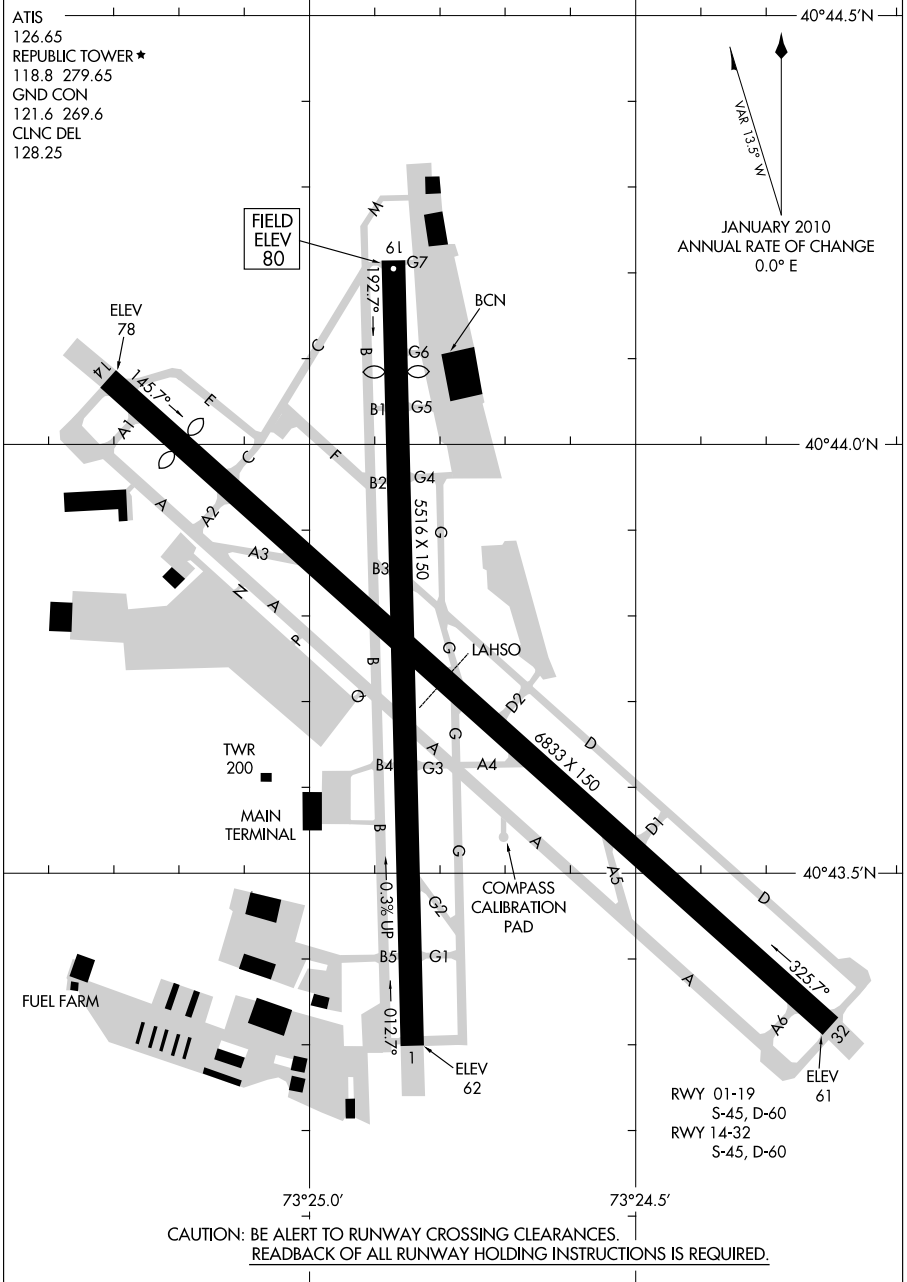 ATIS
126.65
REPUBLIC TOWER ★
118.8 279.65
GND CON
121.6 269.6
CLNC DEL
128.25
40°44.5'N
VAR 13.5° W
JANUARY 2010
ANNUAL RATE OF CHANGE
0.0° E
FIELD
ELEV
80
W
19
G7
192.7°
BCN
ELEV
78
14
145.7°
C
B
G6
E
B1
G5
A1
40°44.0'N
C
F
A
B2
G4
A2
5516 X 150
G
A3
B3
N
A
P
G
LAHSO
B
Q
D2
G
A
D
TWR
200
B4
G3
A4
6833 X 150
MAIN
TERMINAL
B
G
A
D1
40°43.5'N
A5
COMPASS
CALIBRATION
PAD
0.3% UP
G2
D
B5
G1
325.7°
A
FUEL FARM
012.7°
A6
32
1
ELEV
62
ELEV
61
RWY 01-19
S-45, D-60
RWY 14-32
S-45, D-60
73°25.0'
73°24.5'
CAUTION: BE ALERT TO RUNWAY CROSSING CLEARANCES.
READBACK OF ALL RUNWAY HOLDING INSTRUCTIONS IS REQUIRED.